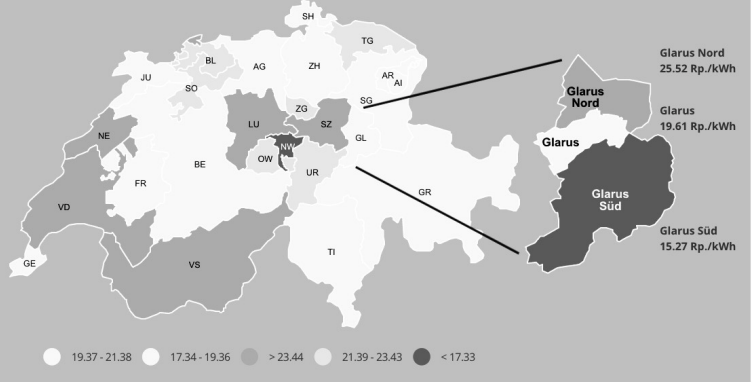 SH
TG
BL
AG
ZH
JU
SO
AR
AI
ZG
SG
NE
LU
SZ
GL
NW
OW
BE
UR
FR
GR
VD
VS
TI
GE
Glarus Nord
25.52 Rp./kWh
Glarus
Nord
Glarus
19.61 Rp./kWh
Glarus
Glarus
Süd
Glarus Süd
15.27 Rp./kWh
19.37 - 21.38
17.34 - 19.36
> 23.44
21.39 - 23.43
< 17.33